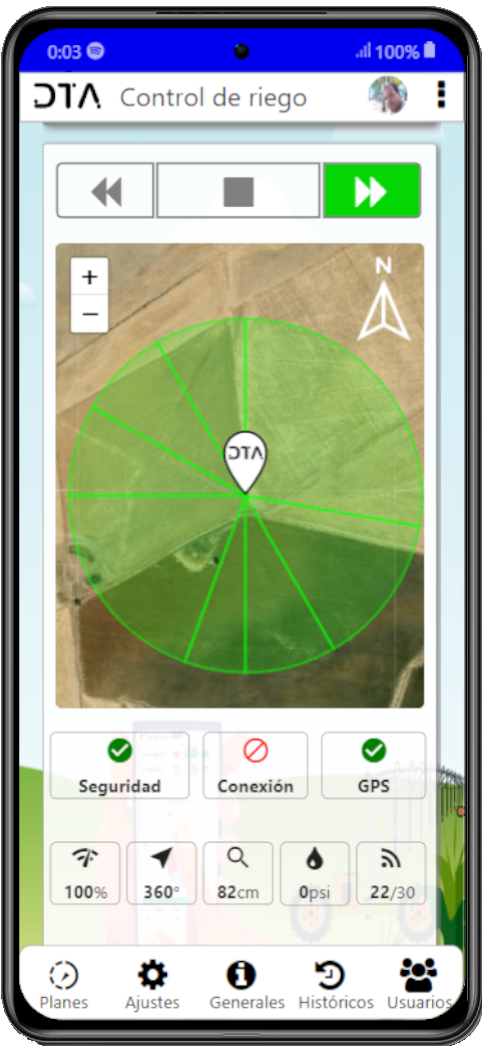 0:03 100%
DTA Control de riego
+
N
−
DTA
Seguridad Conexión GPS
100% 360° 82cm 0psi 22/30
Planes Ajustes Generales Históricos Usuarios